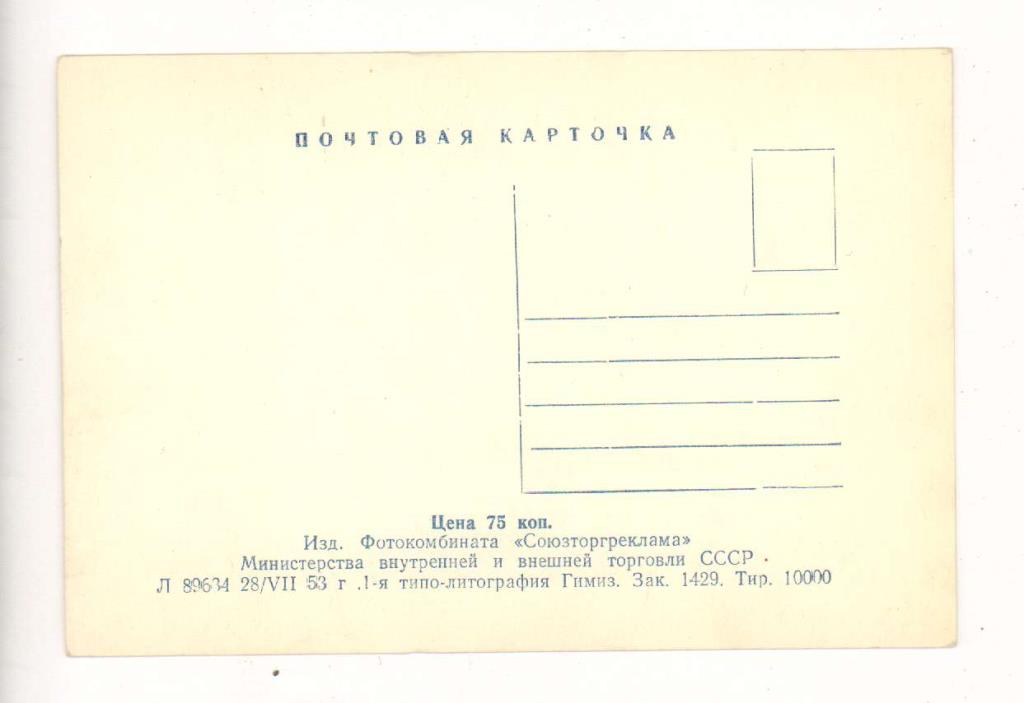 ПОЧТОВАЯ КАРТОЧКА
Цена 75 коп.
Изд. Фотокомбината «Союзторгреклама»
Министерства внутренней и внешней торговли СССР
Л 89634 28/VII 53 г .1-я типо-литография Гимиз. Зак. 1429. Тир. 10000